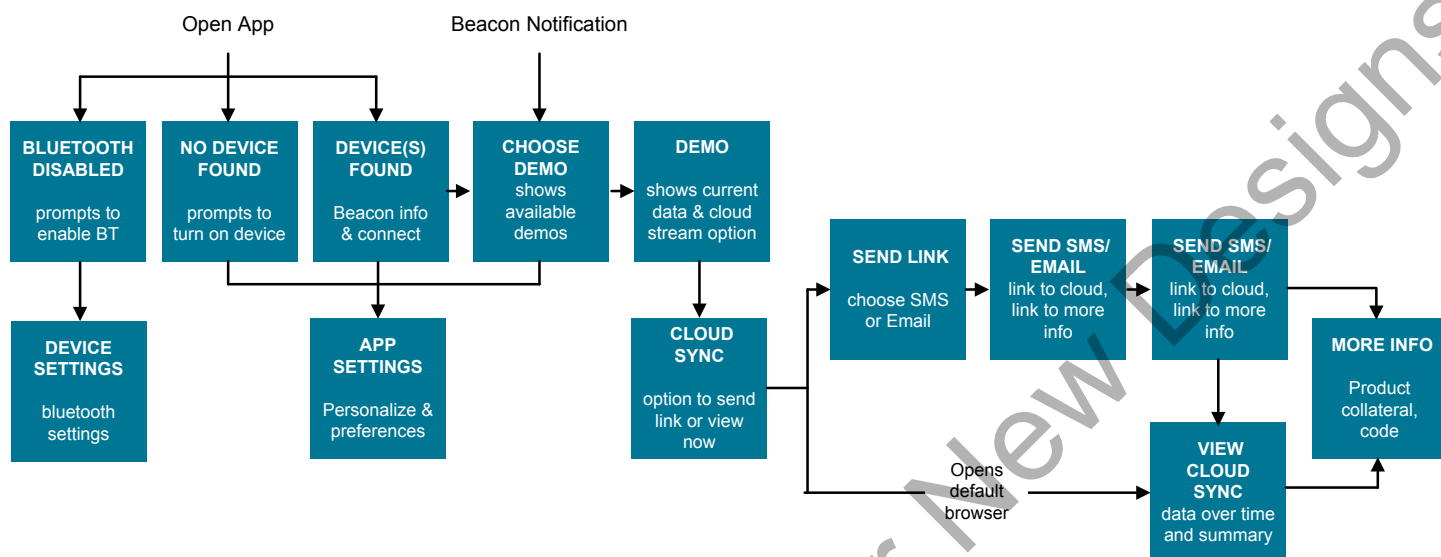 Open App
Beacon Notification
BLUETOOTH
DISABLED
prompts to
enable BT
NO DEVICE
FOUND
prompts to
turn on device
DEVICE(S)
FOUND
Beacon info
& connect
CHOOSE
DEMO
shows
available
demos
DEMO
shows current
data & cloud
stream option
DEVICE
SETTINGS
bluetooth
settings
APP
SETTINGS
Personalize &
preferences
CLOUD
SYNC
option to send
link or view
now
SEND LINK
choose SMS
or Email
SEND SMS/
EMAIL
link to cloud,
link to more
info
SEND SMS/
EMAIL
link to cloud,
link to more
info
MORE INFO
Product
collateral,
code
Opens
default
browser
VIEW
CLOUD
SYNC
data over time
and summary
r New Designs